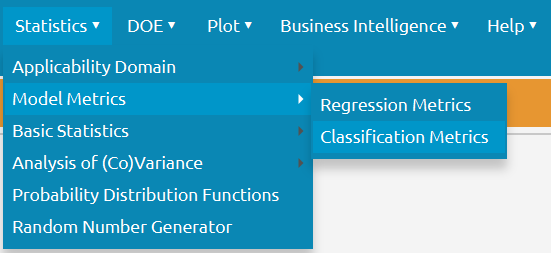 Statistics ▼ DOE ▼ Plot ▼ Business Intelligence ▼ Help ▼
Applicability Domain
Model Metrics
Regression Metrics
Basic Statistics
Classification Metrics
Analysis of (Co)Variance
Probability Distribution Functions
Random Number Generator